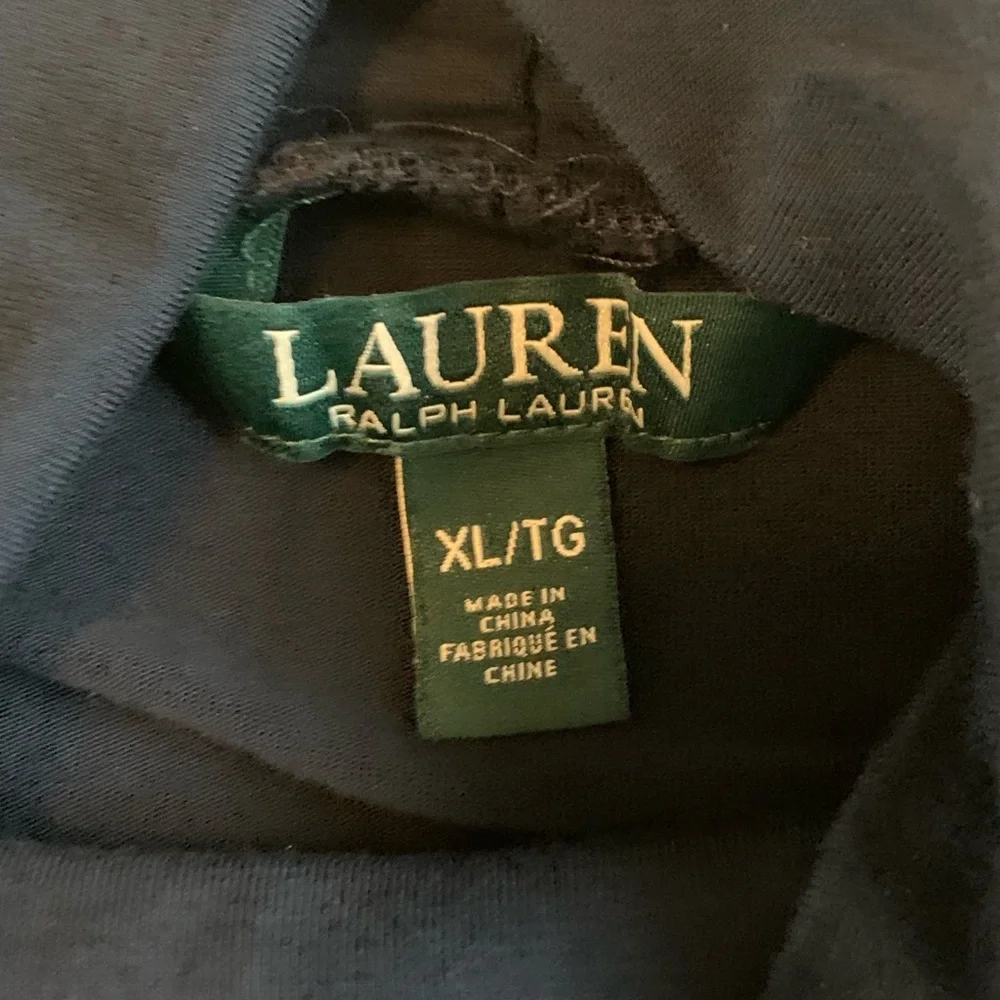 LAUREN
RALPH LAUREN
XL/TG
MADE IN
CHINA
FABRIQUÉ EN
CHINE